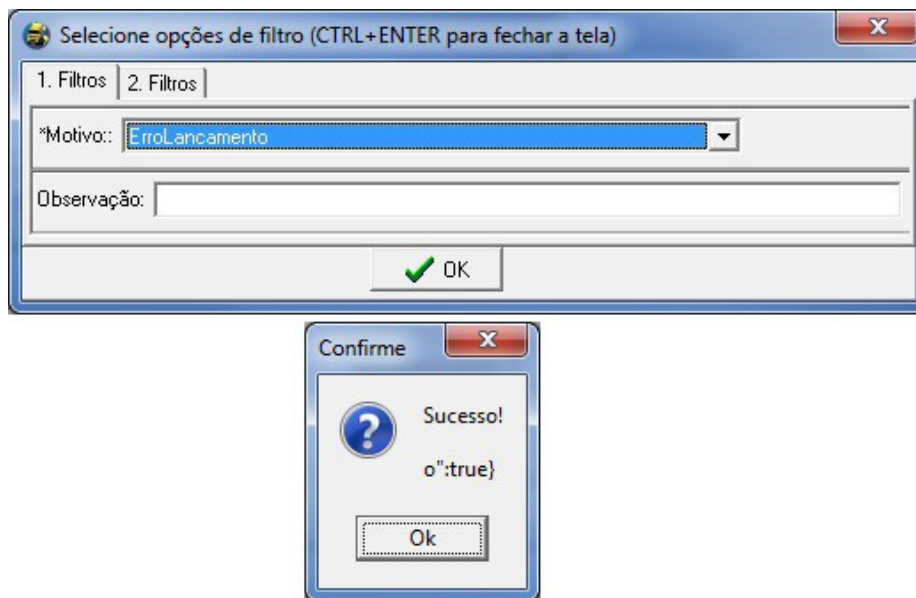 Selecione opções de filtro (CTRL+ENTER para fechar a tela)
1. Filtros 2. Filtros
*Motivo:: ErroLancamento
Observação:
OK
Confirme
Sucesso!
o":true}
Ok